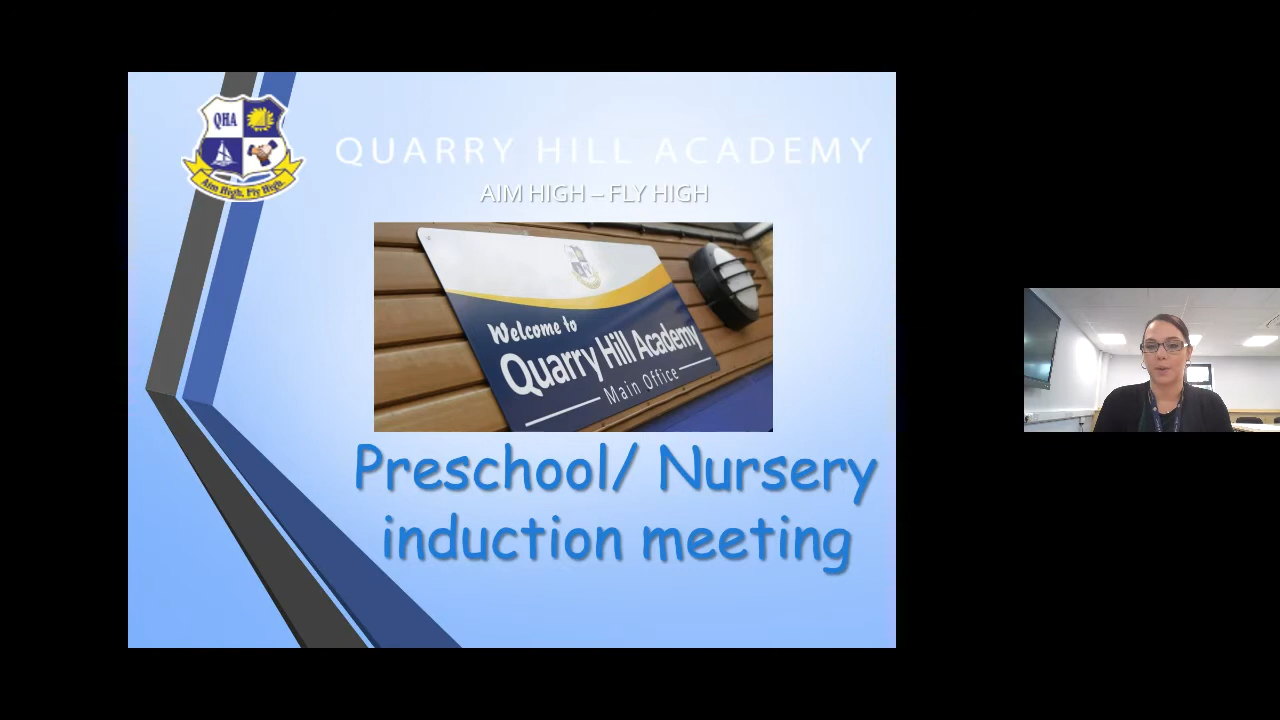 QHA
Aim High, Fly High.
QUARRY HILL ACADEMY
AIM HIGH – FLY HIGH
Welcome to
Quarry Hill Academy
Main Office
Preschool/ Nursery
induction meeting